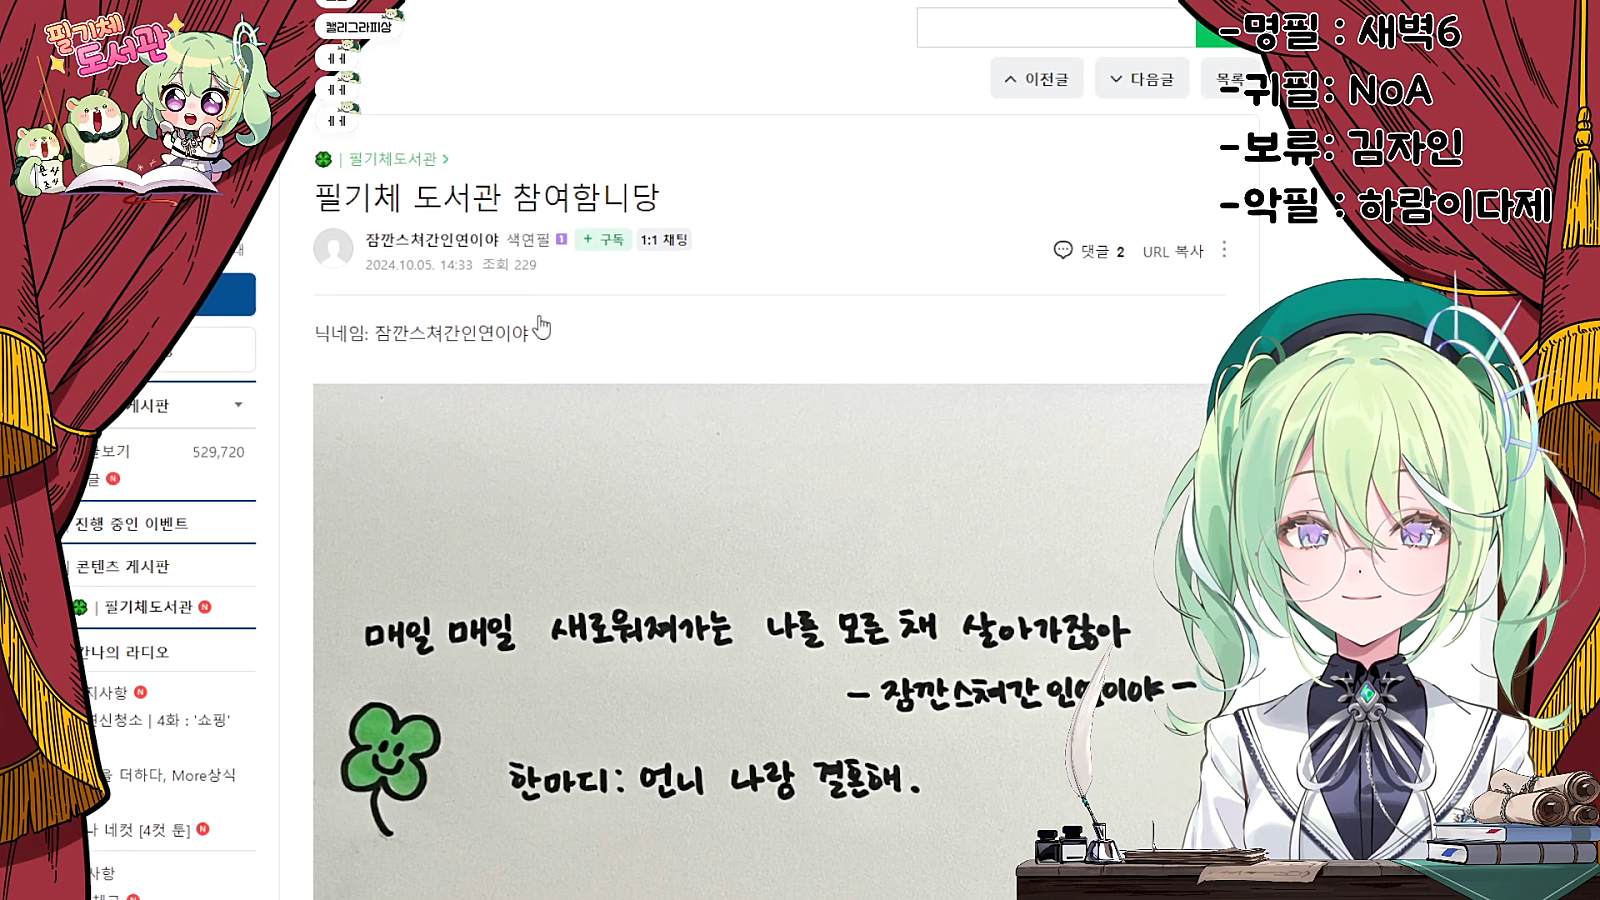 필기체
도서관
캘리그라피상
ㅔㅔ
ㅔㅔ
ㅔㅔ
이전글
다음글
목록
-명필 : 새벽6
-귀필: NoA
-보류: 김자인
-악필 : 하람이다제
| 필기체도서관 >
필기체 도서관 참여함니당
잠깐스쳐간인연이야 색연필 1 + 구독 1:1 채팅
2024.10.05. 14:33 조회 229
댓글 2 URL 복사
닉네임: 잠깐스쳐간인연이야
게시판
보기 529,720
글 N
진행 중인 이벤트
콘텐츠 게시판
| 필기체도서관 N
나의 라디오
지사항 N
신청소 | 4화 : '쇼핑'
을 더하다, More상식
나 네컷 [4컷 툰] N
사항
매일 매일 새로워져가는 나를 모른 채 살아가잖아
- 잠깐스쳐간인연이야 -
한마디: 언니 나랑 결혼해.